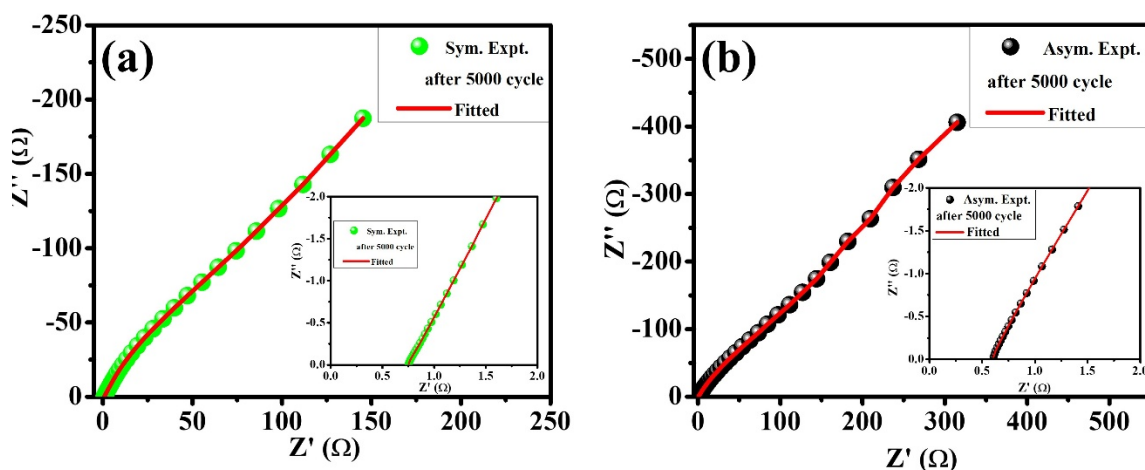 (a)
Sym. Expt.
after 5000 cycle
Fitted
-250
-200
-150
-100
-50
0
0 50 100 150 200 250
Z'' (Ω)
Z' (Ω)
Sym. Expt.
after 5000 cycle
Fitted
-2.0
-1.5
-1.0
-0.5
0.0
0.0 0.5 1.0 1.5 2.0
Z'' (Ω)
Z' (Ω)
(b)
Asym. Expt.
after 5000 cycle
Fitted
-500
-400
-300
-200
-100
0
0 100 200 300 400 500
Z'' (Ω)
Z' (Ω)
Asym. Expt.
after 5000 cycle
Fitted
-2.0
-1.5
-1.0
-0.5
0.0
0.0 0.5 1.0 1.5 2.0
Z'' (Ω)
Z' (Ω)